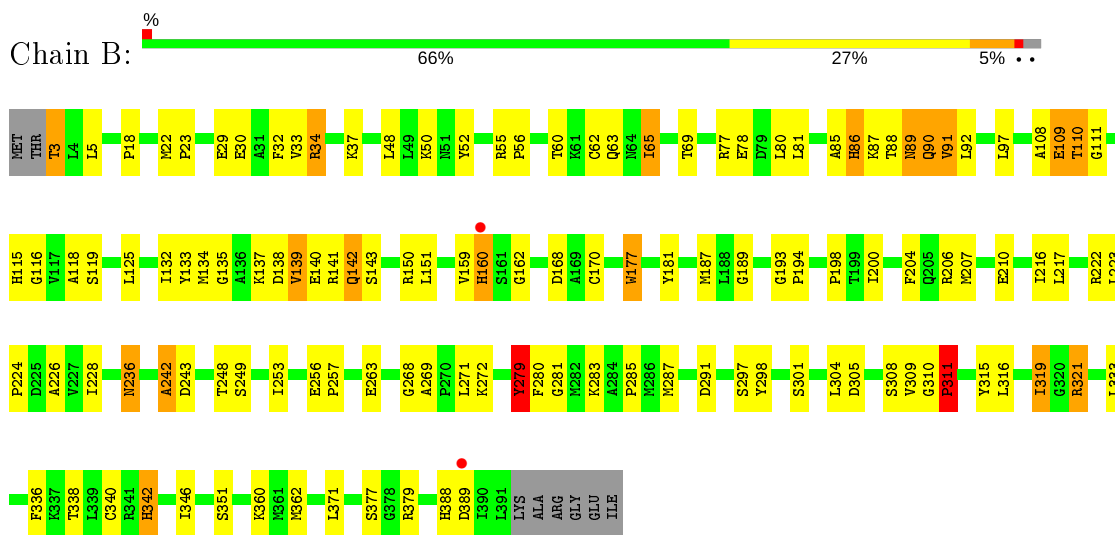 %
Chain B:
66% 27% 5% • •
MET THR T3 L4 L5 P18 M22 P23 E29 E30 A31 F32 V33 R34 K37 L48 L49 K50 N51 Y52 R55 P56 T60 K61 C62 Q63 N64 I65 T69 R77 E78 D79 L80 L81 A85 H86 K87 T88 N89 Q90 V91 L92 L97 A108 E109 T110 G111
H115 G116 V117 A118 S119 L125 I132 Y133 M134 G135 A136 K137 D138 V139 E140 R141 Q142 S143 R150 L151 V159 H160 S161 G162 D168 A169 C170 W177 Y181 M187 L188 G189 G193 P194 P198 T199 I200 F204 Q205 R206 M207 E210 I216 L217 R222
P224 D225 A226 V227 I228 N236 A242 D243 T248 S249 I253 E256 P257 E263 G268 A269 P270 L271 K272 Y279 F280 G281 M282 K283 A284 P285 M286 M287 D291 S297 Y298 S301 L304 D305 S308 V309 G310 P311 Y315 L316 I319 G320 R321
F336 K337 T338 L339 C340 R341 H342 I346 S351 K360 M361 M362 L371 S377 G378 R379 H388 D389 I390 L391 LYS ALA ARG GLY GLU ILE